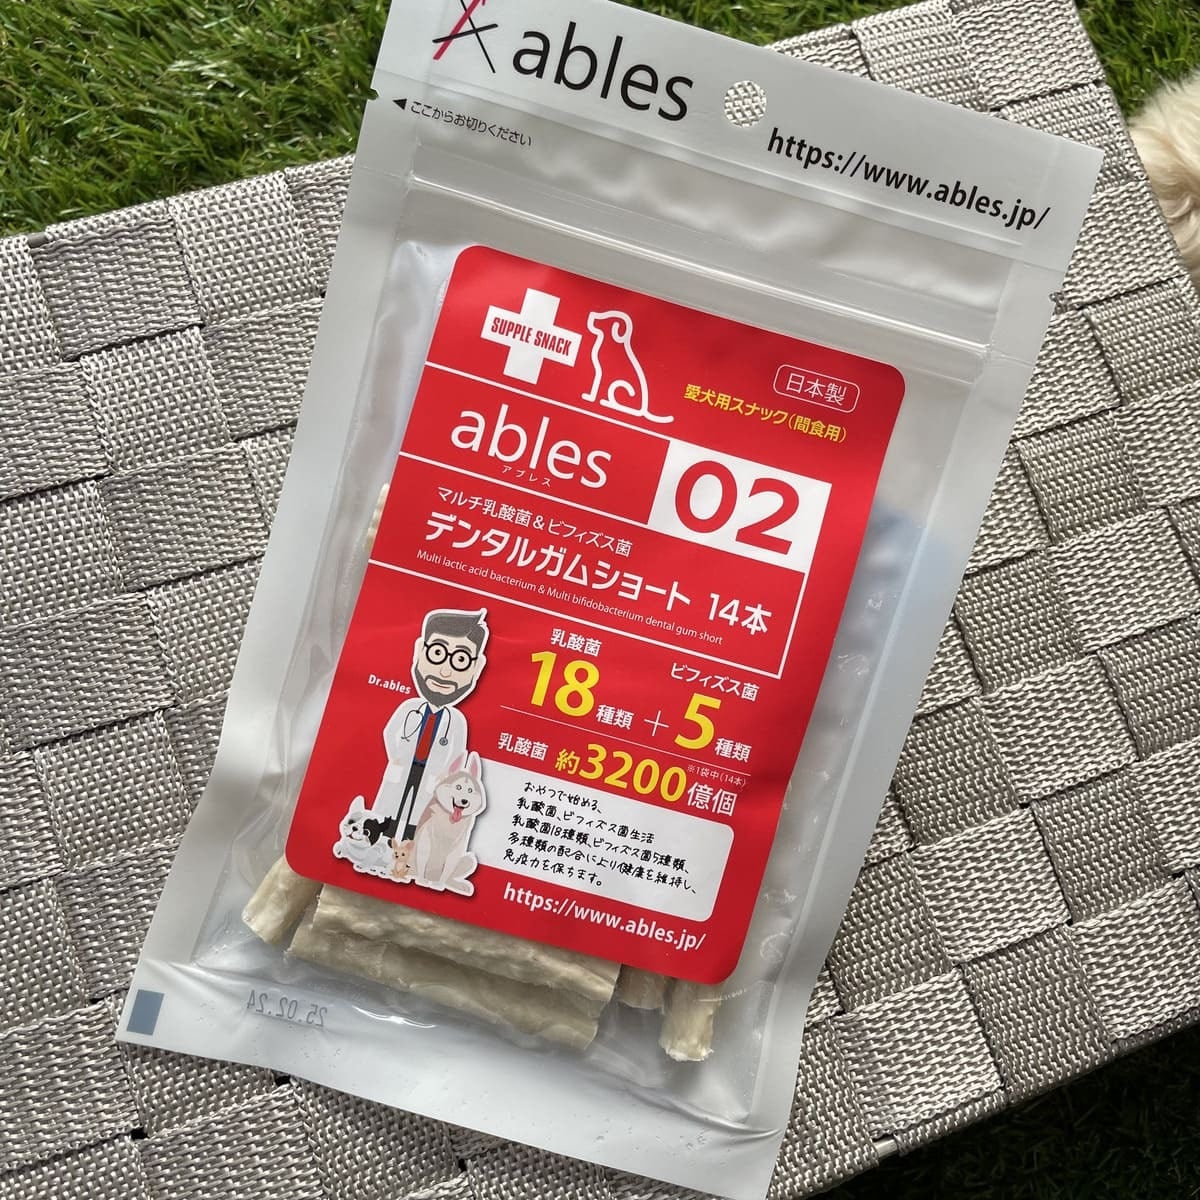 ables
◀ここからお切りください
https://www.ables.jp/
SUPPLE SNACK
日本製
愛犬用スナック(間食用)
ables
アブレス
02
マルチ乳酸菌&ビフィズス菌
デンタルガムショート 14本
Multi lactic acid bacterium & Multi bifidobacterium dental gum short
乳酸菌
18種類
+
ビフィズス菌
5種類
Dr.ables
※1袋中(14本)
乳酸菌 約3200億個
おやつで始める、
乳酸菌、ビフィズス菌生活
乳酸菌18種類、ビフィズス菌5種類、
多種類の配合により健康を維持し、
免疫力を保ちます。
https://www.ables.jp/
25.02.24